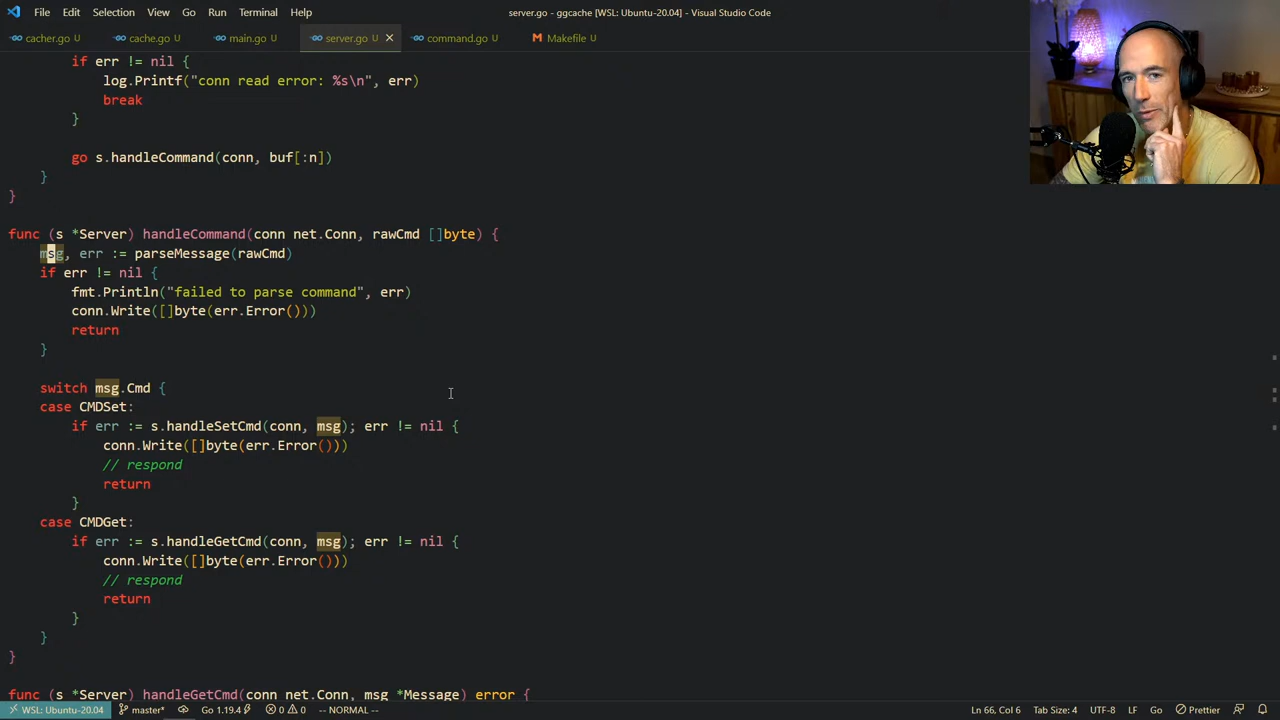 File Edit Selection View Go Run Terminal Help
server.go - ggcache [WSL: Ubuntu-20.04] - Visual Studio Code
cacher.go U cache.go U main.go U server.go U command.go U Makefile U
if err != nil {
log.Printf("conn read error: %s\n", err)
break
}
go s.handleCommand(conn, buf[:n])
}
}
func (s *Server) handleCommand(conn net.Conn, rawCmd []byte) {
msg, err := parseMessage(rawCmd)
if err != nil {
fmt.Println("failed to parse command", err)
conn.Write([]byte(err.Error()))
return
}
switch msg.Cmd {
case CMDSet:
if err := s.handleSetCmd(conn, msg); err != nil {
conn.Write([]byte(err.Error()))
// respond
return
}
case CMDGet:
if err := s.handleGetCmd(conn, msg); err != nil {
conn.Write([]byte(err.Error()))
// respond
return
}
}
}
func (s *Server) handleGetCmd(conn net.Conn, msg *Message) error {
WSL: Ubuntu-20.04 master* Go 1.19.4 0 0 -- NORMAL -- Ln 66, Col 6 Tab Size: 4 UTF-8 LF Go Prettier